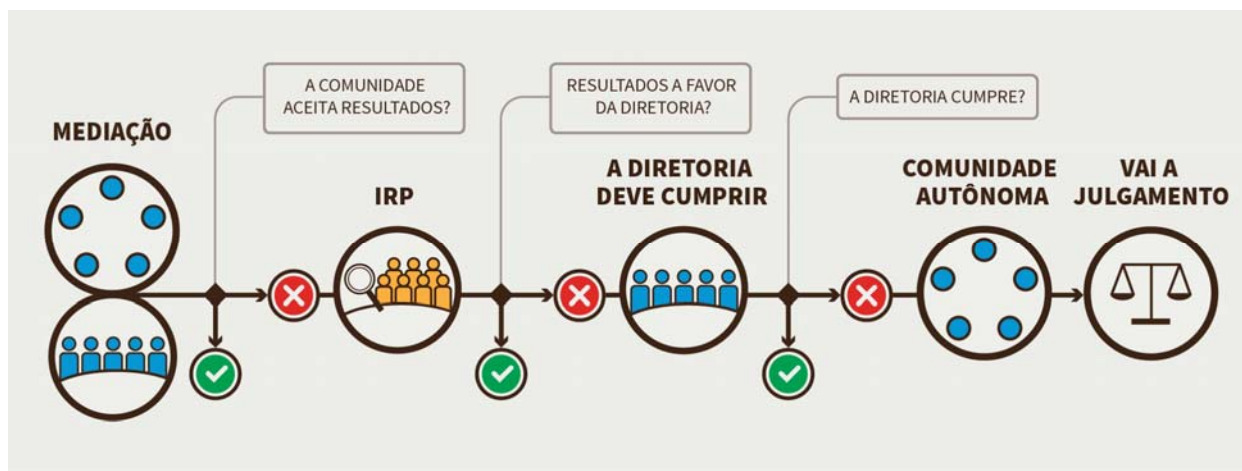 A COMUNIDADE
ACEITA RESULTADOS?
RESULTADOS A FAVOR
DA DIRETORIA?
A DIRETORIA CUMPRE?
MEDIAÇÃO
IRP
A DIRETORIA
DEVE CUMPRIR
COMUNIDADE
AUTÔNOMA
VAI A
JULGAMENTO